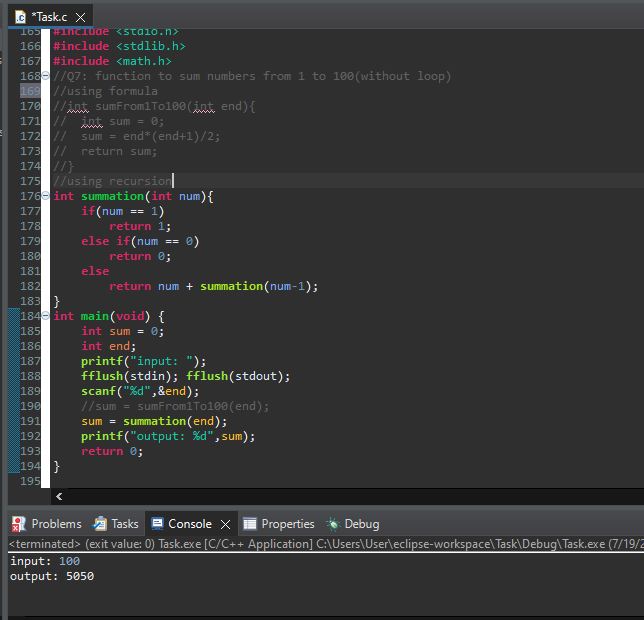 *Task.c
165 #include <stdio.h>
166 #include <stdlib.h>
167 #include <math.h>
168 //Q7: function to sum numbers from 1 to 100(without loop)
169 //using formula
170 //int sumFrom1To100(int end){
171 //  int sum = 0;
172 //  sum = end*(end+1)/2;
173 //  return sum;
174 //}
175 //using recursion
176 int summation(int num){
177     if(num == 1)
178         return 1;
179     else if(num == 0)
180         return 0;
181     else
182         return num + summation(num-1);
183 }
184 int main(void) {
185     int sum = 0;
186     int end;
187     printf("input: ");
188     fflush(stdin); fflush(stdout);
189     scanf("%d",&end);
190     //sum = sumFrom1To100(end);
191     sum = summation(end);
192     printf("output: %d",sum);
193     return 0;
194 }
195
Problems Tasks Console Properties Debug
<terminated> (exit value: 0) Task.exe [C/C++ Application] C:\Users\User\eclipse-workspace\Task\Debug\Task.exe (7/19/2
input: 100
output: 5050